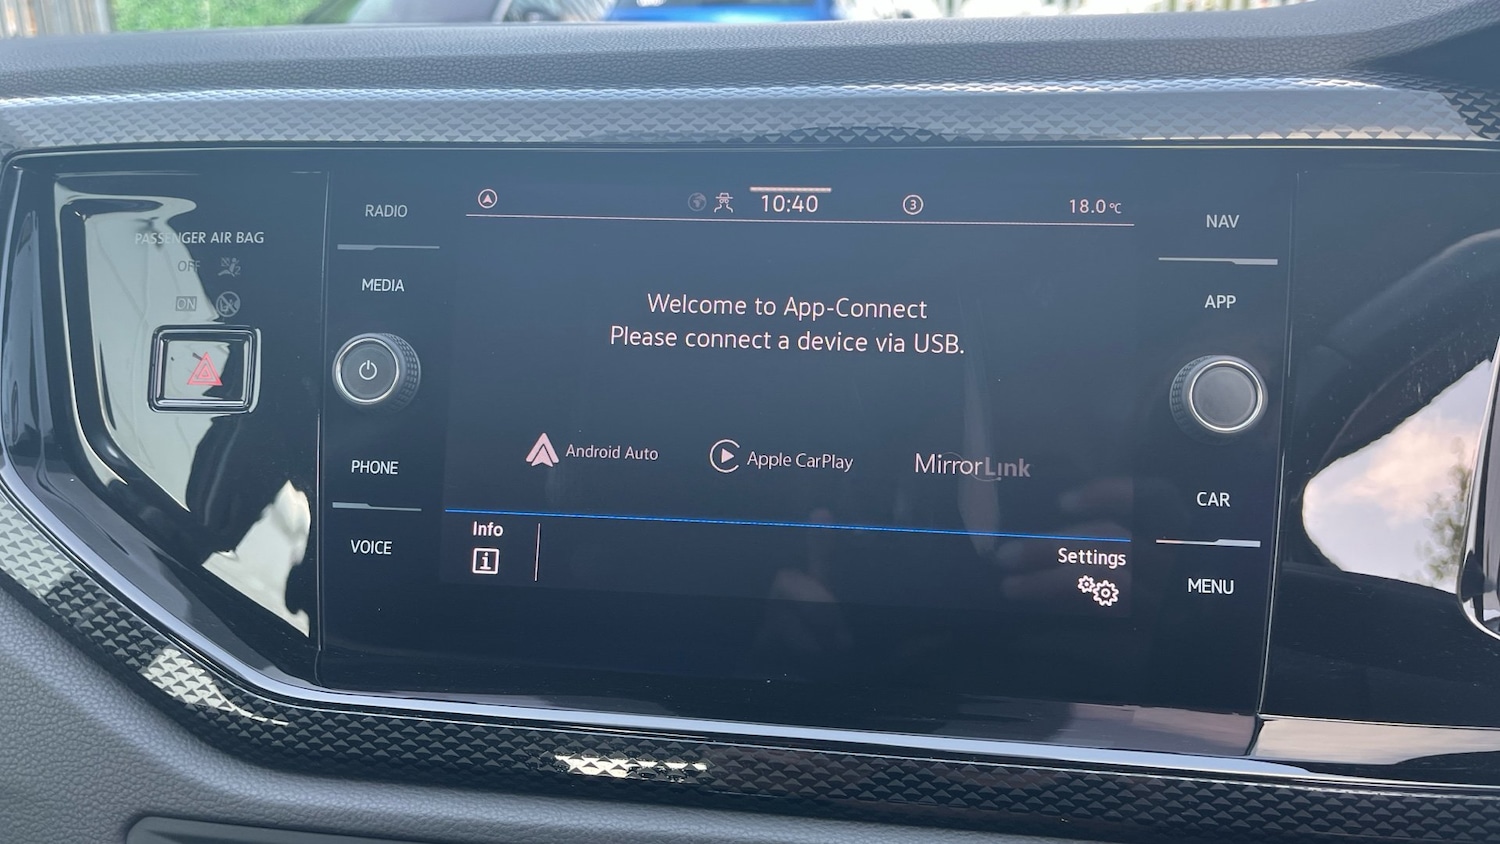 PASSENGER AIR BAG
OFF
ON
RADIO
MEDIA
PHONE
VOICE
10:40
3
18.0°C
Welcome to App-Connect
Please connect a device via USB.
Android Auto
Apple CarPlay
MirrorLink
Info
i
Settings
NAV
APP
CAR
MENU